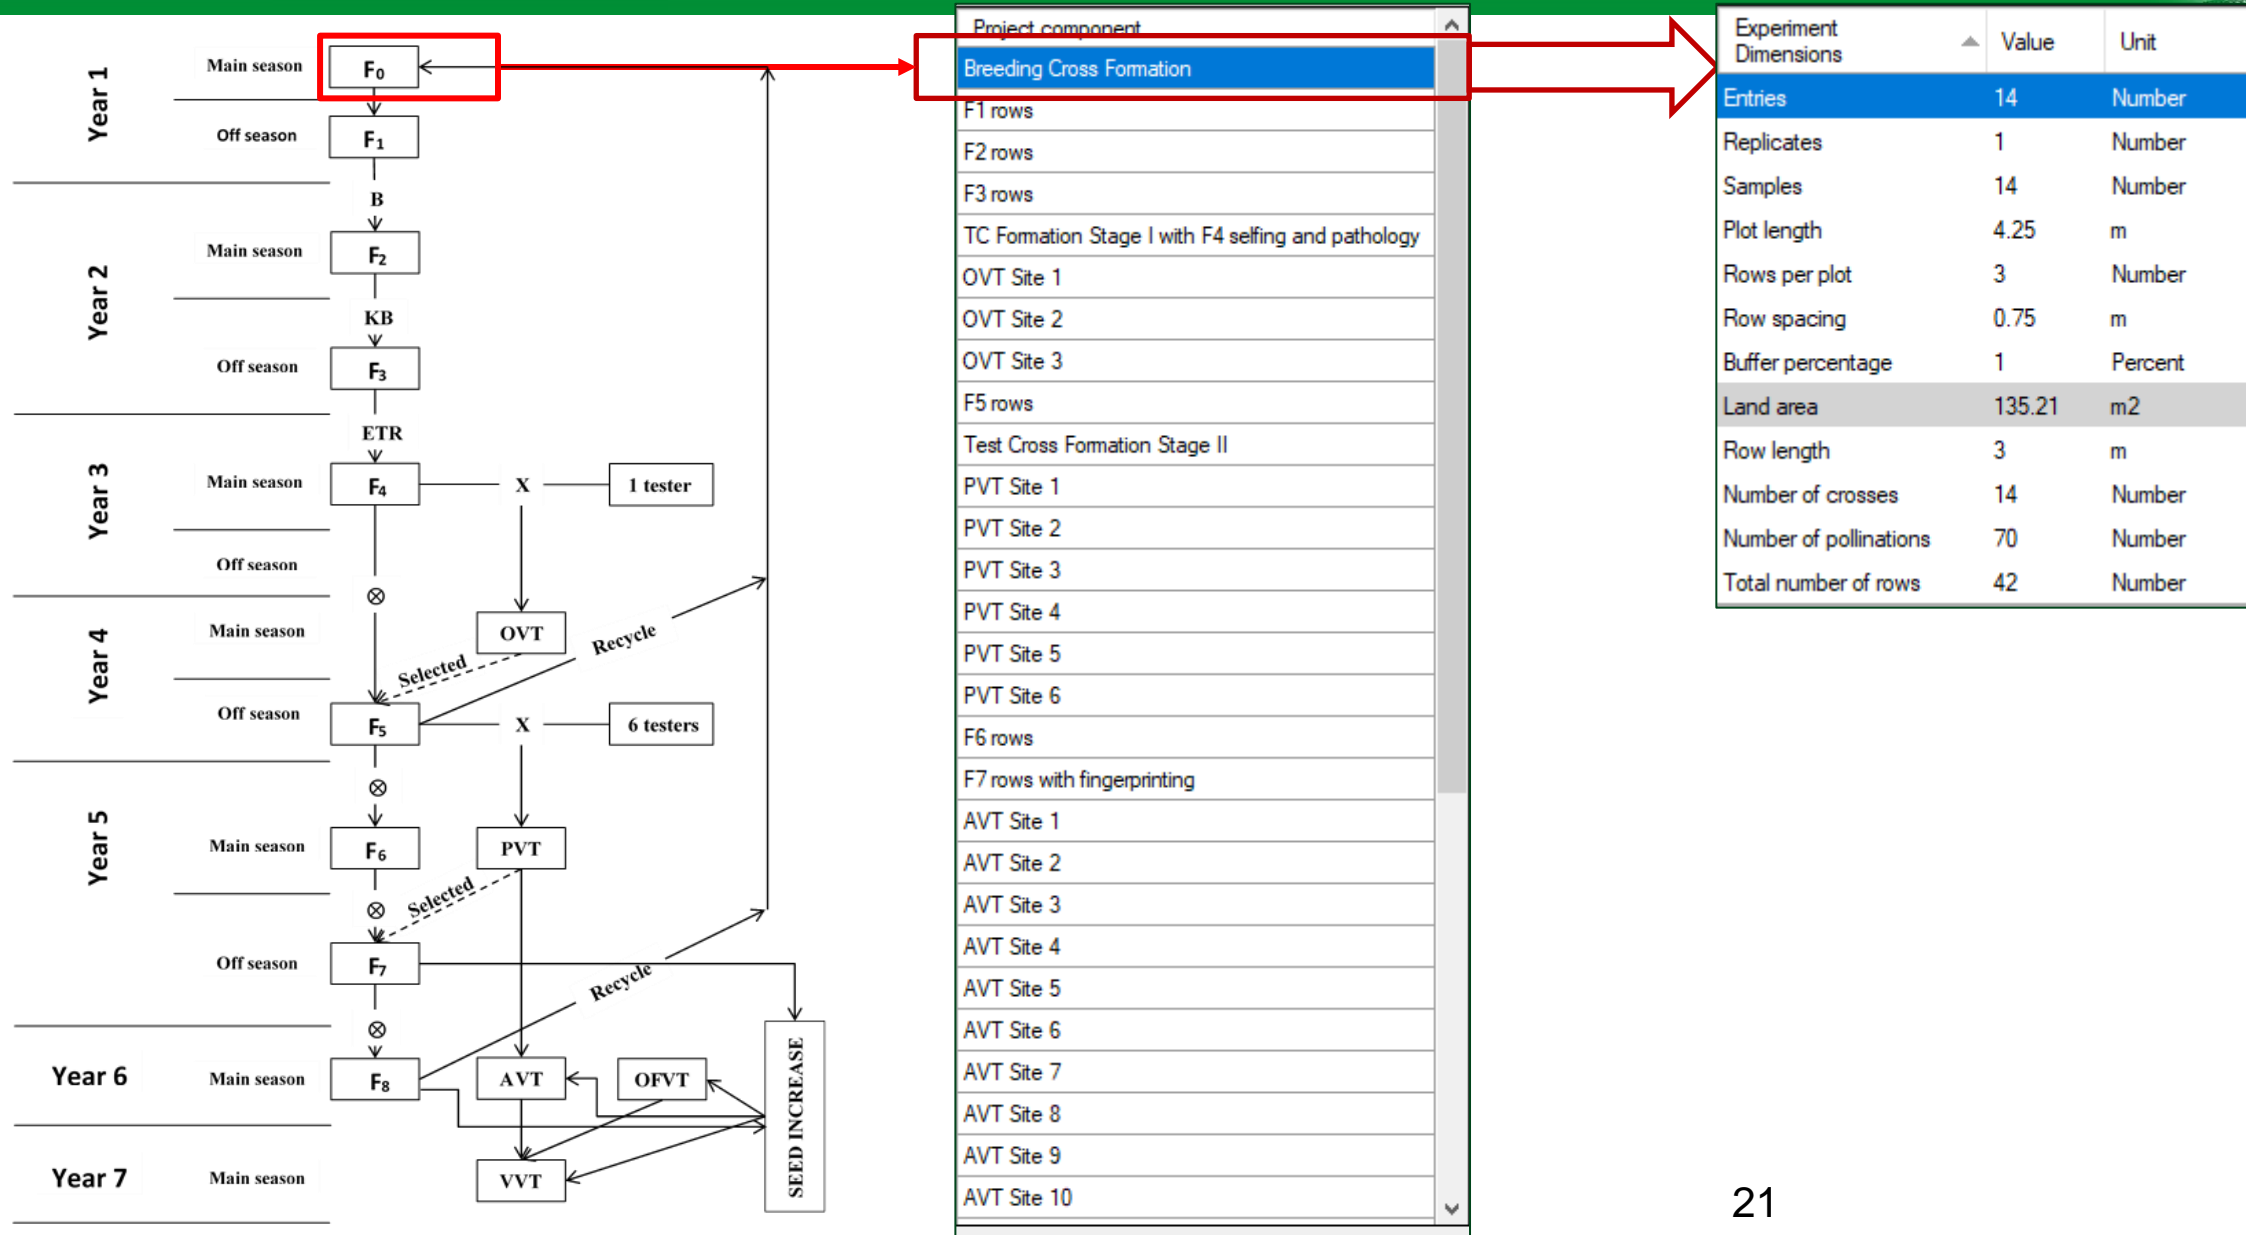 Year 1
Main season
F0
Off season
F1
B
Year 2
Main season
F2
KB
Off season
F3
ETR
Year 3
Main season
F4
X
1 tester
Off season
⊗
Year 4
Main season
OVT
Recycle
Selected
Off season
F5
X
6 testers
⊗
Year 5
Main season
F6
PVT
⊗
Selected
Off season
F7
Recycle
⊗
Year 6
Main season
F8
AVT
OFVT
SEED INCREASE
Year 7
Main season
VVT
Project component
Breeding Cross Formation
F1 rows
F2 rows
F3 rows
TC Formation Stage I with F4 selfing and pathology
OVT Site 1
OVT Site 2
OVT Site 3
F5 rows
Test Cross Formation Stage II
PVT Site 1
PVT Site 2
PVT Site 3
PVT Site 4
PVT Site 5
PVT Site 6
F6 rows
F7 rows with fingerprinting
AVT Site 1
AVT Site 2
AVT Site 3
AVT Site 4
AVT Site 5
AVT Site 6
AVT Site 7
AVT Site 8
AVT Site 9
AVT Site 10
Experiment Dimensions Value Unit
Entries 14 Number
Replicates 1 Number
Samples 14 Number
Plot length 4.25 m
Rows per plot 3 Number
Row spacing 0.75 m
Buffer percentage 1 Percent
Land area 135.21 m2
Row length 3 m
Number of crosses 14 Number
Number of pollinations 70 Number
Total number of rows 42 Number
21